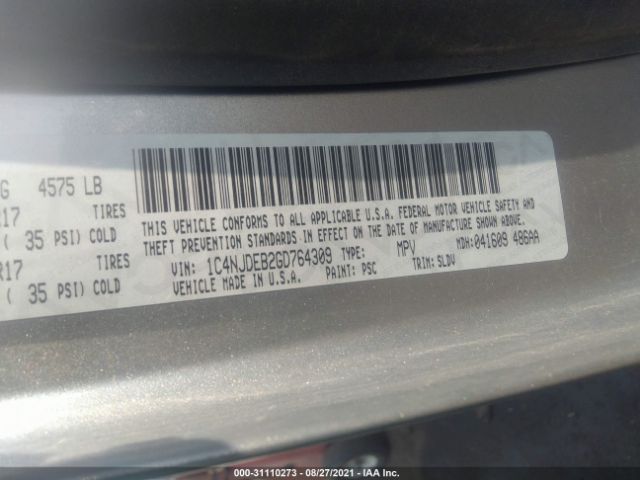 G 4575 LB
R17 TIRES
( 35 PSI) COLD
R17 TIRES
( 35 PSI) COLD
THIS VEHICLE CONFORMS TO ALL APPLICABLE U.S.A. FEDERAL MOTOR VEHICLE SAFETY AND
THEFT PREVENTION STANDARDS IN EFFECT ON THE DATE OF MANUFACTURE SHOWN ABOVE.
VIN: 1C4NJDEB2GD764309 TYPE: MPV MDH: 041609 486AA
VEHICLE MADE IN U.S.A. PAINT: PSC TRIM: SLDV
000-31110273 - 08/27/2021 - IAA Inc.